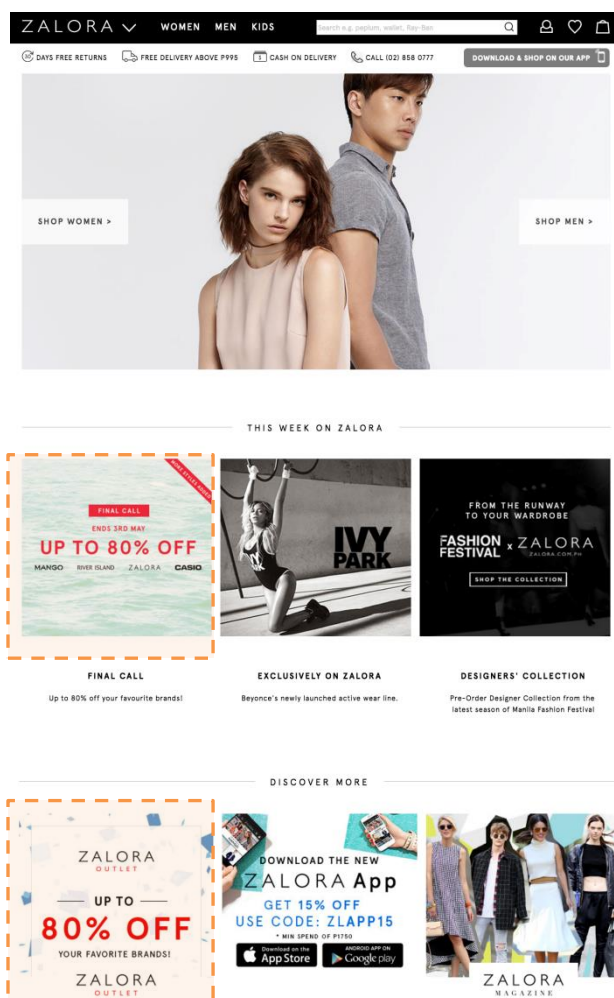 ZALORA WOMEN MEN KIDS Search e.g. peplum, wallet, Ray-Ban
30 DAYS FREE RETURNS FREE DELIVERY ABOVE P995 CASH ON DELIVERY CALL (02) 858 0777 DOWNLOAD & SHOP ON OUR APP
SHOP WOMEN > SHOP MEN >
THIS WEEK ON ZALORA
MORE STYLES ADDED
FINAL CALL
ENDS 3RD MAY
UP TO 80% OFF
MANGO RIVER ISLAND ZALORA CASIO
IVY
PARK
IVY
PARK
FROM THE RUNWAY
TO YOUR WARDROBE
FASHION
FESTIVAL x ZALORA
ZALORA.COM.PH
SHOP THE COLLECTION
FINAL CALL
Up to 80% off your favourite brands!
EXCLUSIVELY ON ZALORA
Beyonce's newly launched active wear line.
DESIGNERS' COLLECTION
Pre-Order Designer Collection from the
latest season of Manila Fashion Festival
DISCOVER MORE
ZALORA
OUTLET
UP TO
80% OFF
YOUR FAVORITE BRANDS!
ZALORA
OUTLET
DOWNLOAD THE NEW
ZALORA App
GET 15% OFF
USE CODE: ZLAPP15
* MIN SPEND OF P1750
Download on the
App Store
ANDROID APP ON
Google play
ZALORA
MAGAZINE